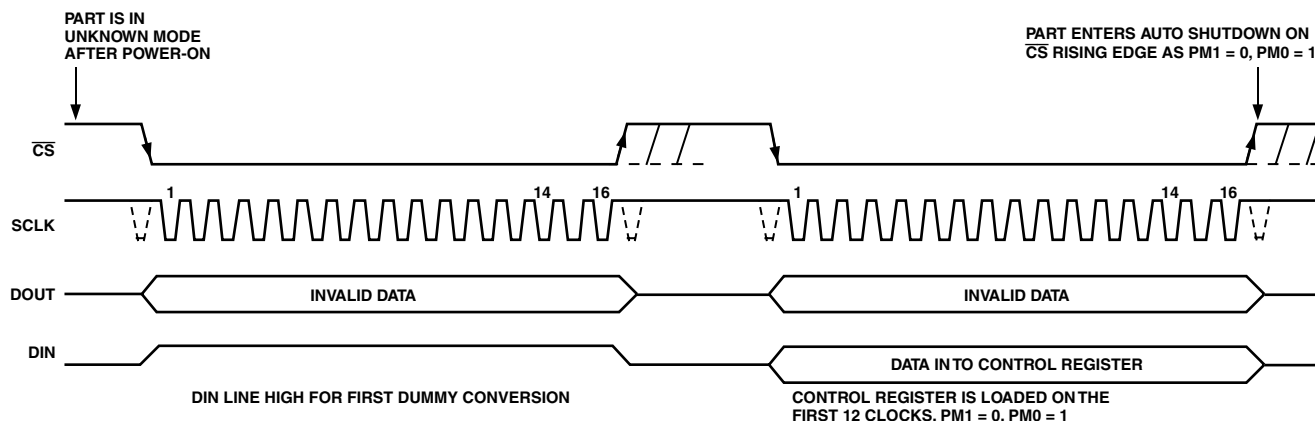 PART IS IN
UNKNOWN MODE
AFTER POWER-ON
PART ENTERS AUTO SHUTDOWN ON
CS RISING EDGE AS PM1 = 0, PM0 = 1
CS
1
14
16
1
14
16
SCLK
DOUT
INVALID DATA
INVALID DATA
DIN
DATA IN TO CONTROL REGISTER
DIN LINE HIGH FOR FIRST DUMMY CONVERSION
CONTROL REGISTER IS LOADED ON THE
FIRST 12 CLOCKS, PM1 = 0, PM0 = 1